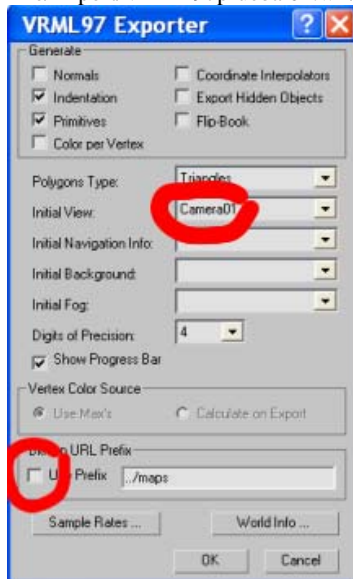 VRML97 Exporter
Generate
Normals
Coordinate Interpolators
Indentation
Export Hidden Objects
Primitives
Flip-Book
Color per Vertex
Polygons Type: Triangles
Initial View: Camera01
Initial Navigation Info:
Initial Background:
Initial Fog:
Digits of Precision: 4
Show Progress Bar
Vertex Color Source
Use Max's
Calculate on Export
URL Prefix
Prefix ../maps
Sample Rates ...
World Info ...
OK
Cancel